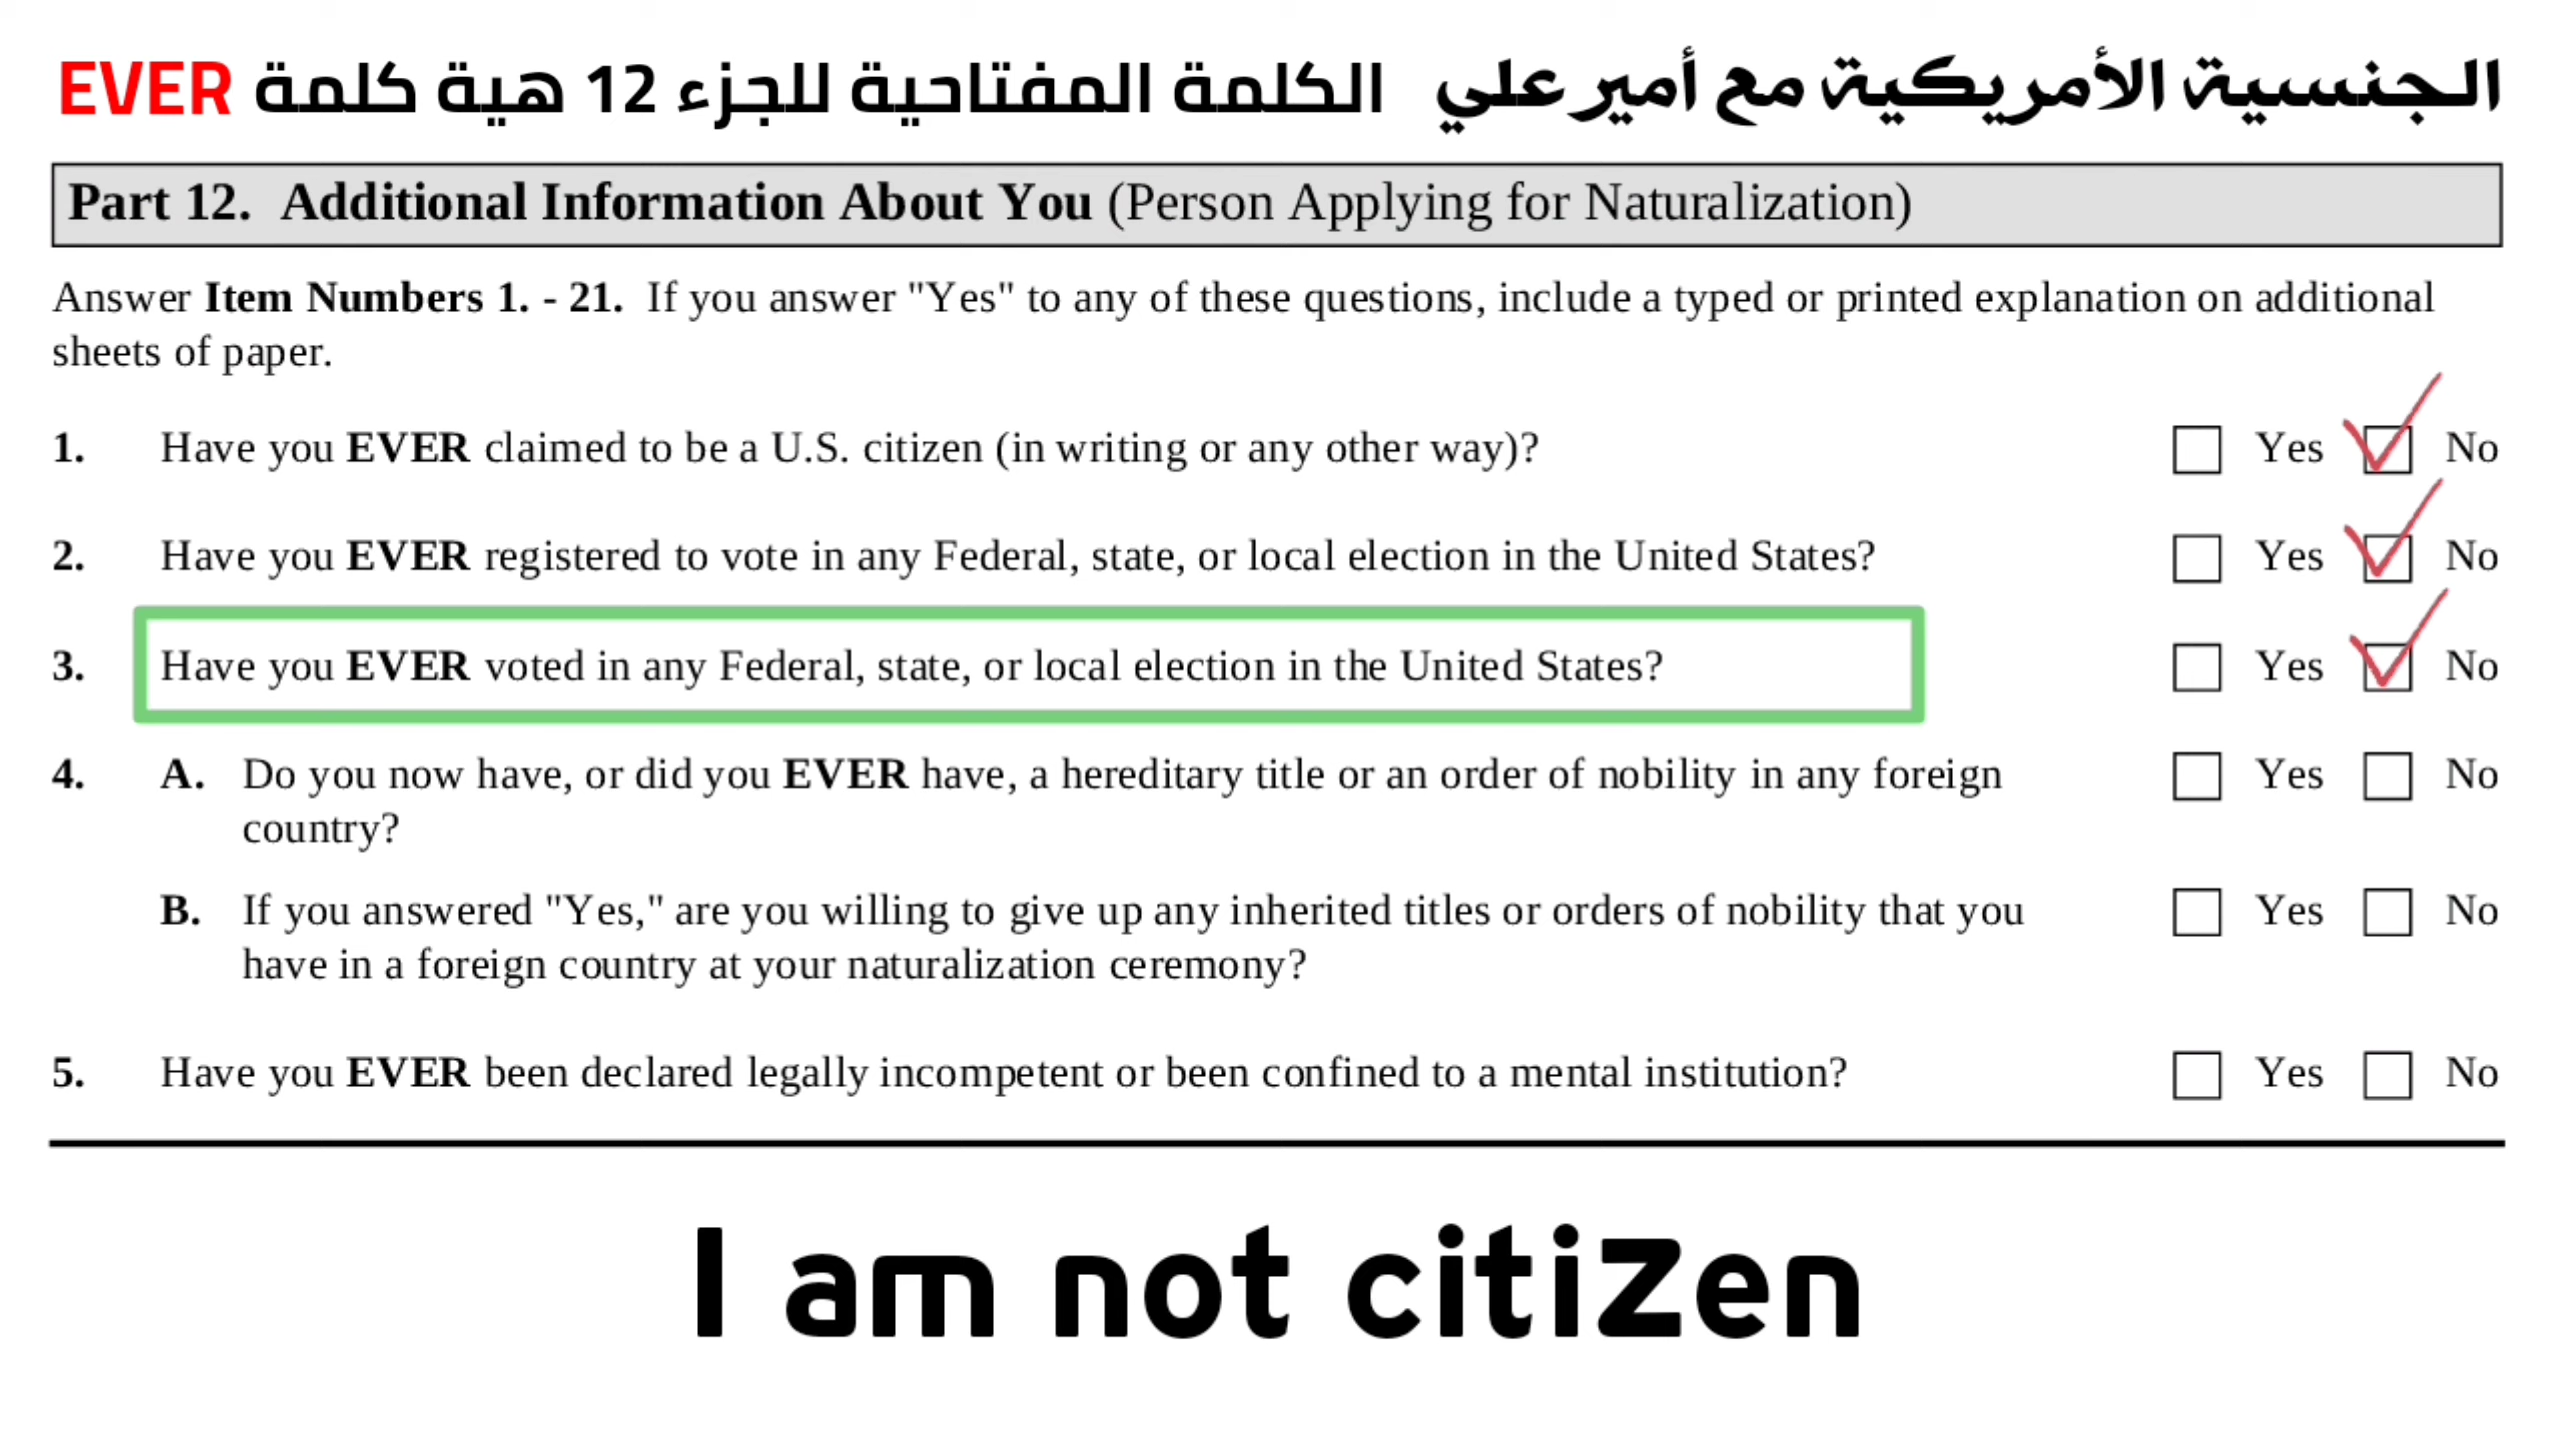 الجنسية الأمريكية مع أمير علي الكلمة المفتاحية للجزء 12 هية كلمة EVER
Part 12. Additional Information About You (Person Applying for Naturalization)
Answer Item Numbers 1. - 21. If you answer "Yes" to any of these questions, include a typed or printed explanation on additional
sheets of paper.
1. Have you EVER claimed to be a U.S. citizen (in writing or any other way)? Yes No
2. Have you EVER registered to vote in any Federal, state, or local election in the United States? Yes No
3. Have you EVER voted in any Federal, state, or local election in the United States? Yes No
4. A. Do you now have, or did you EVER have, a hereditary title or an order of nobility in any foreign Yes No
country?
B. If you answered "Yes," are you willing to give up any inherited titles or orders of nobility that you Yes No
have in a foreign country at your naturalization ceremony?
5. Have you EVER been declared legally incompetent or been confined to a mental institution? Yes No
I am not citizen